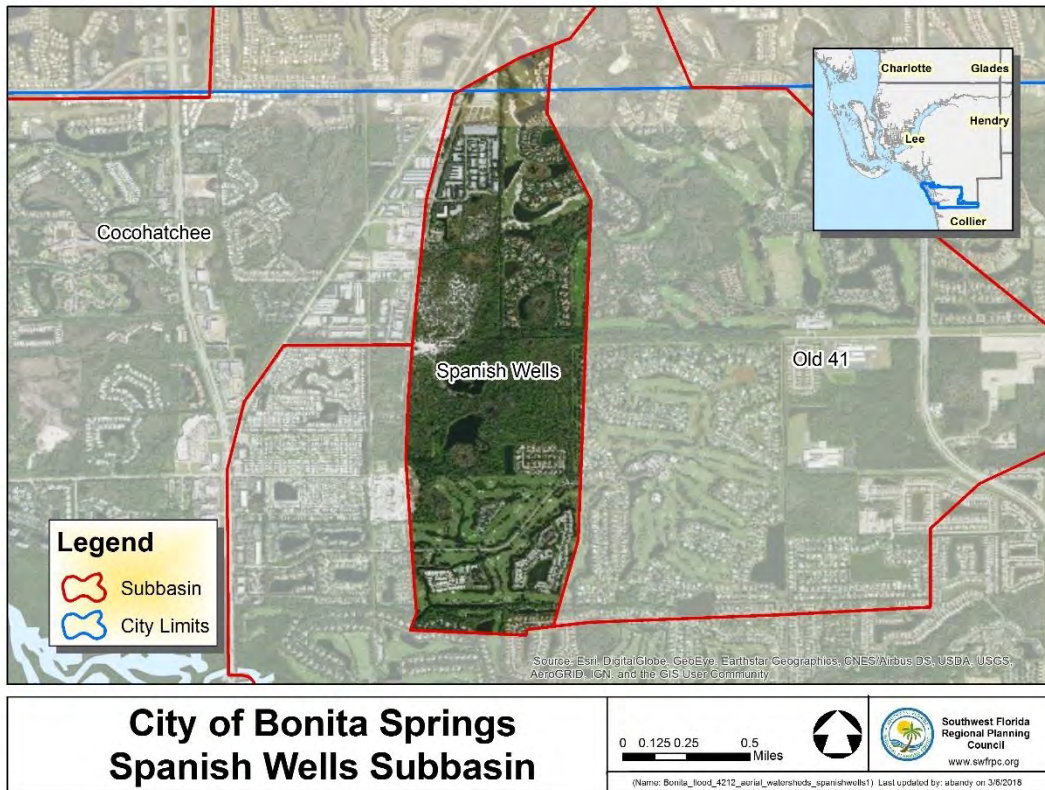 Charlotte
Glades
Hendry
Lee
Collier
Cocohatchee
Spanish Wells
Old 41
Legend
Subbasin
City Limits
Source: Esri, DigitalGlobe, GeoEye, Earthstar Geographics, CNES/Airbus DS, USDA, USGS,
AeroGRID, IGN, and the GIS User Community
City of Bonita Springs
Spanish Wells Subbasin
0 0.125 0.25 0.5
Miles
Southwest Florida
Regional Planning
Council
www.swfrpc.org
(Name: Bonita_flood_4212_aerial_watersheds_spanishwells1) Last updated by: abandy on 3/6/2018